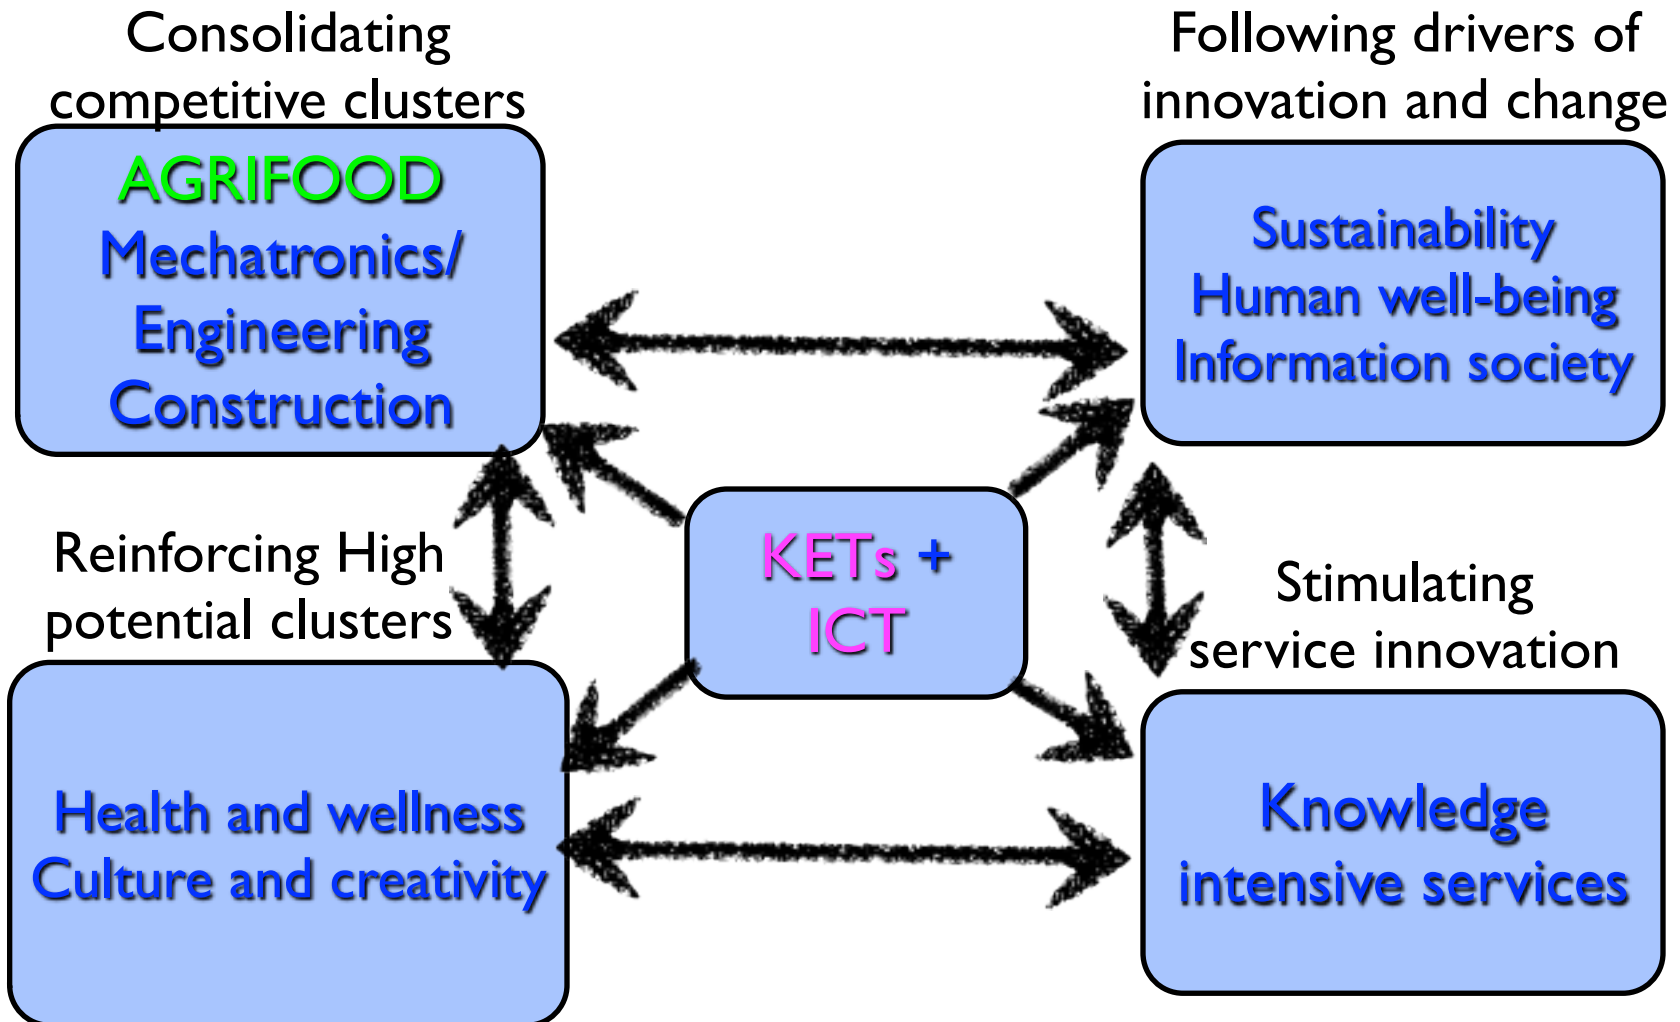 Consolidating
competitive clusters
AGRIFOOD
Mechatronics/
Engineering
Construction
Following drivers of
innovation and change
Sustainability
Human well-being
Information society
KETs +
ICT
Reinforcing High
potential clusters
Health and wellness
Culture and creativity
Stimulating
service innovation
Knowledge
intensive services